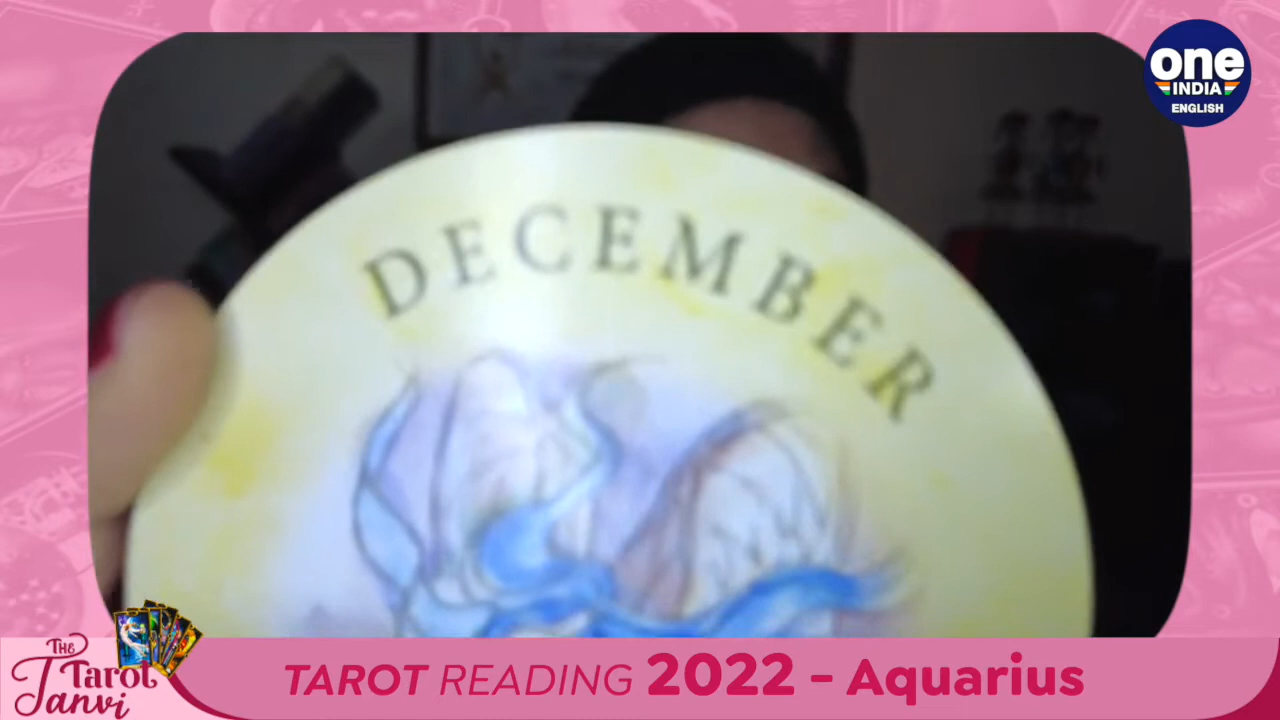 one
INDIA
ENGLISH
DECEMBER
THE
Tarot
Tanvi
TAROT READING 2022 - Aquarius